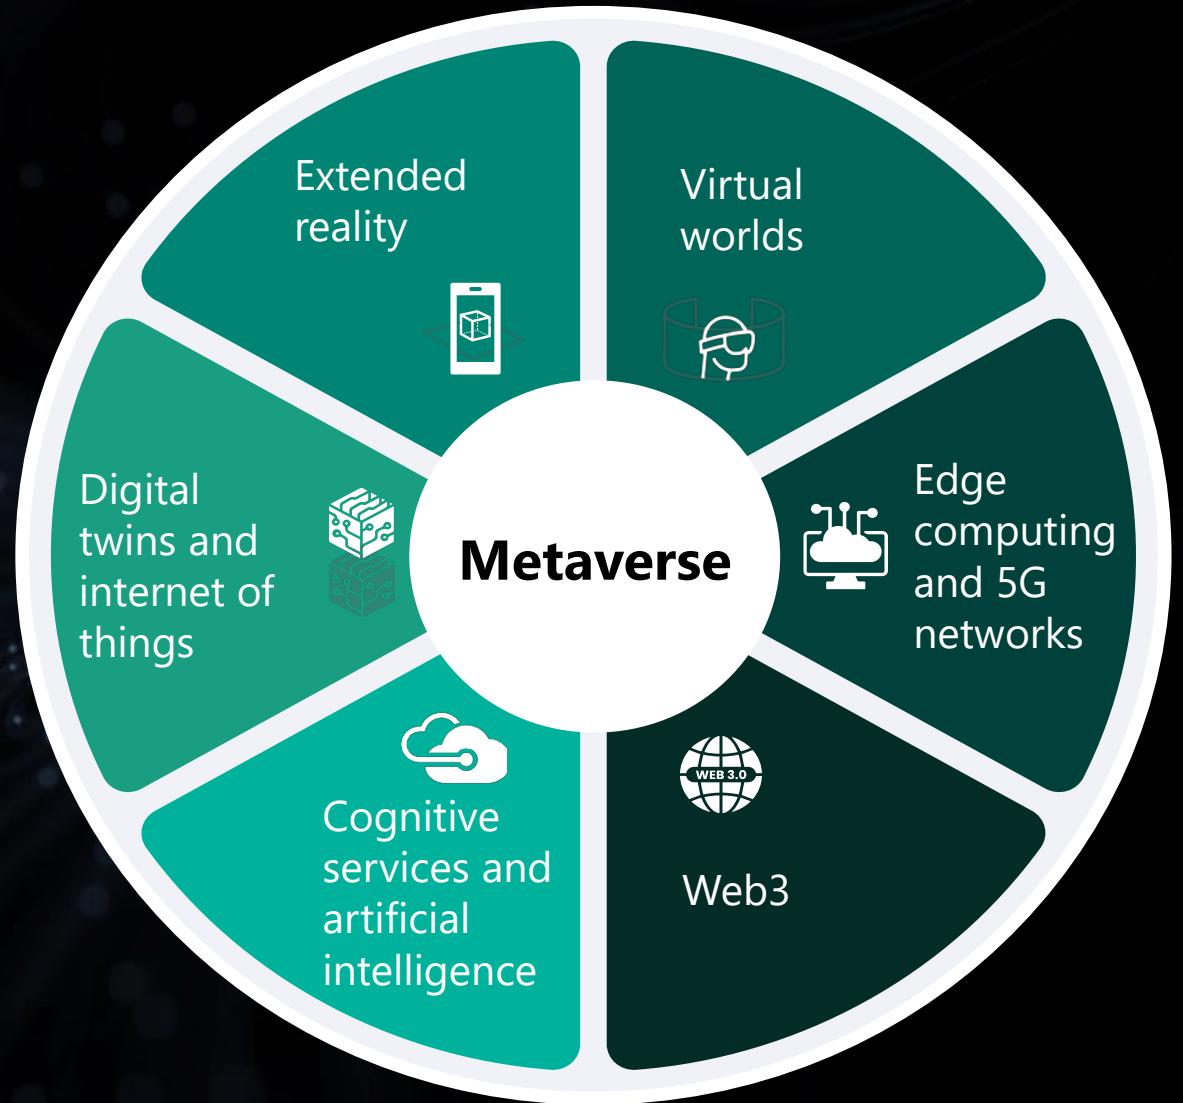 Extended
reality
Virtual
worlds
Digital
twins and
internet of
things
Metaverse
Edge
computing
and 5G
networks
Cognitive
services and
artificial
intelligence
WEB 3.0
Web3